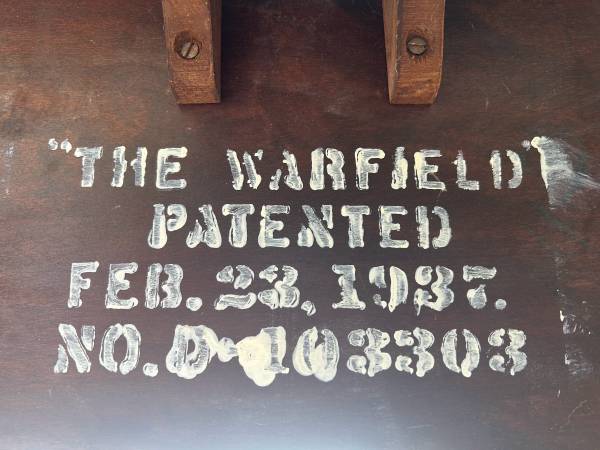 "THE WARFIELD"
PATENTED
FEB. 23, 1937.
NO. D-103303